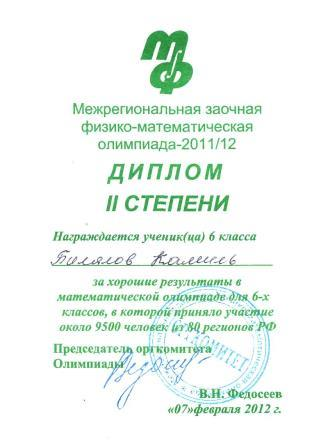 МФ
Межрегиональная заочная
физико-математическая
олимпиада-2011/12
ДИПЛОМ
II СТЕПЕНИ
Награждается ученик(ца) 6 класса
Билялов Камиль
за хорошие результаты в
математической олимпиаде для 6-х
классов, в которой приняло участие
около 9500 человек из 80 регионов РФ
Председатель оргкомитета
Олимпиады
ОРГКОМИТЕТ
В.Н. Федосеев
«07»февраля 2012 г.